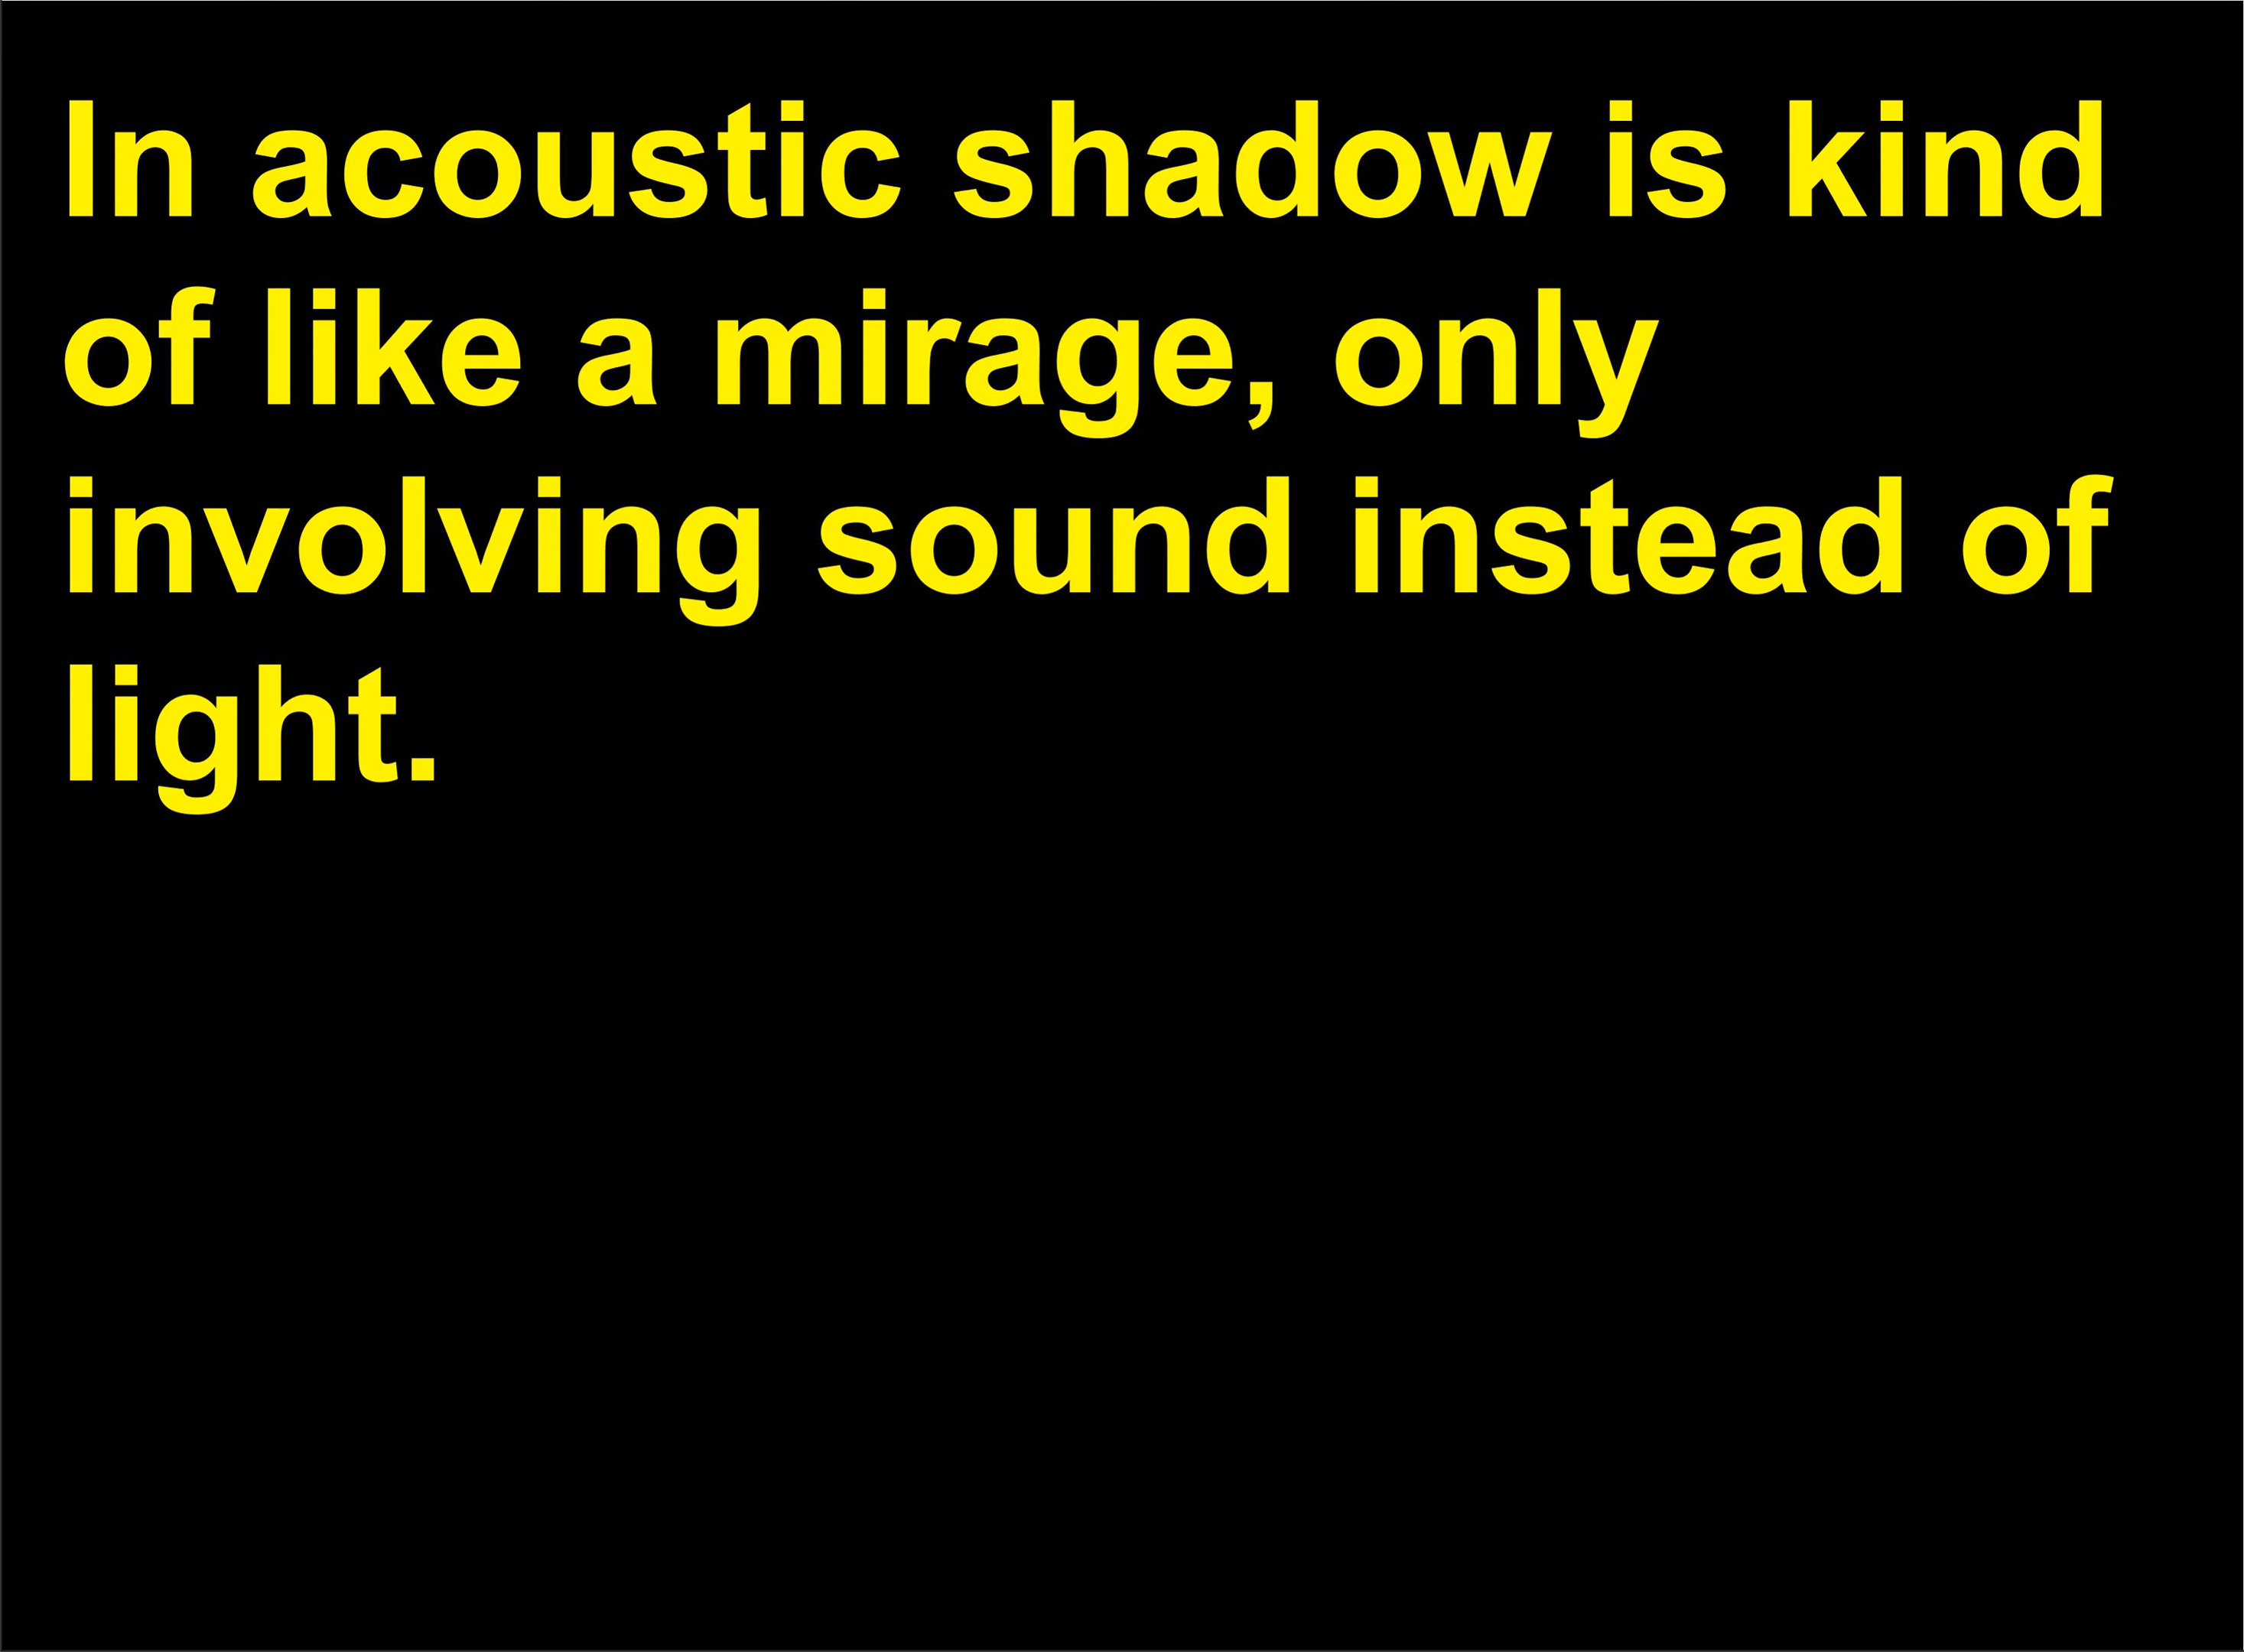 In acoustic shadow is kind
of like a mirage, only
involving sound instead of
light.